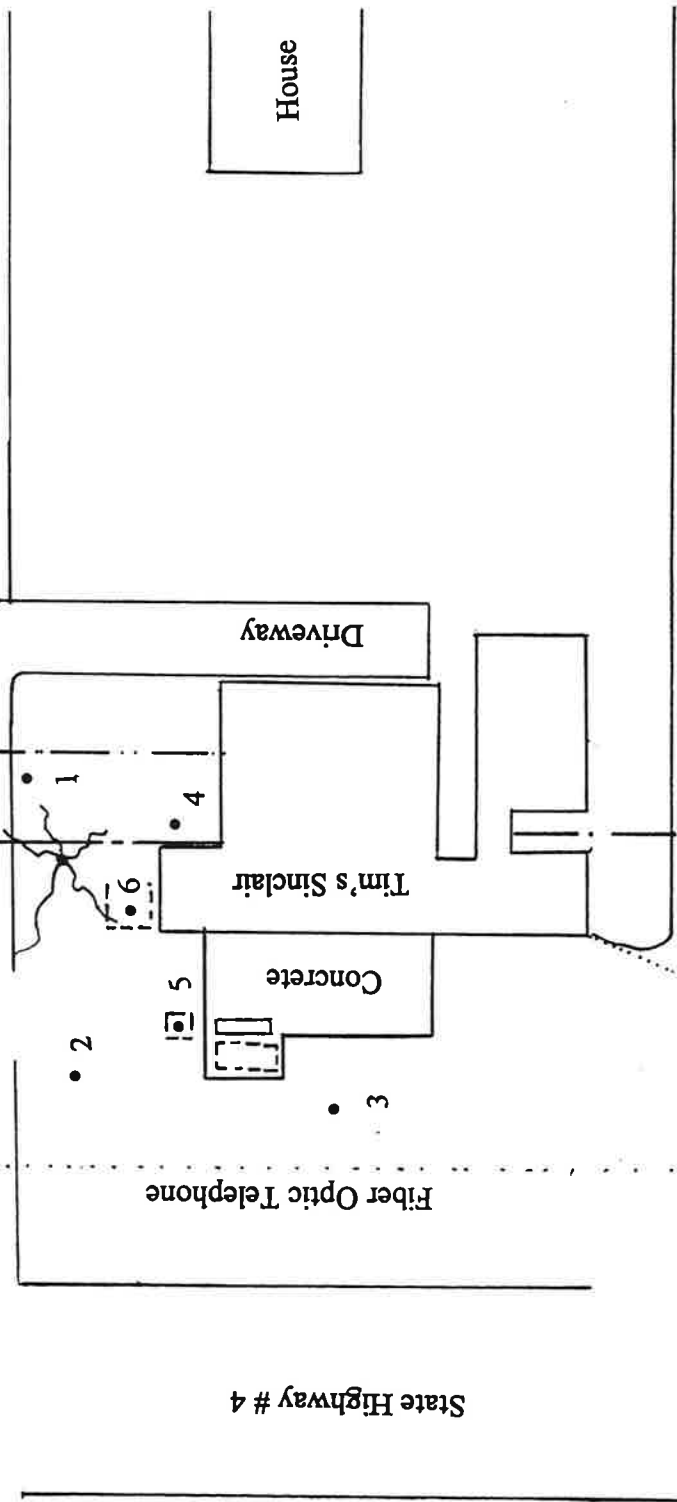 House
Driveway
1
4
6
Tim's Sinclair
5
Concrete
2
3
Fiber Optic Telephone
State Highway # 4